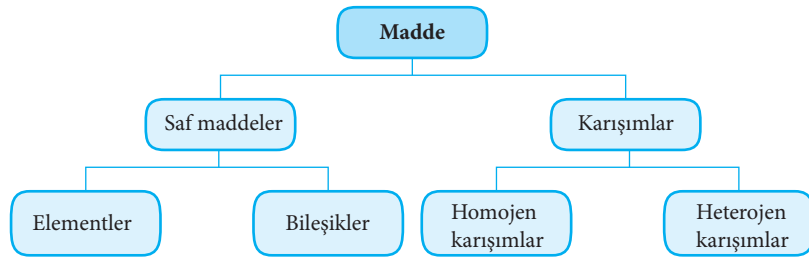 Madde
Saf maddeler
Karışımlar
Elementler
Bileşikler
Homojen
karışımlar
Heterojen
karışımlar